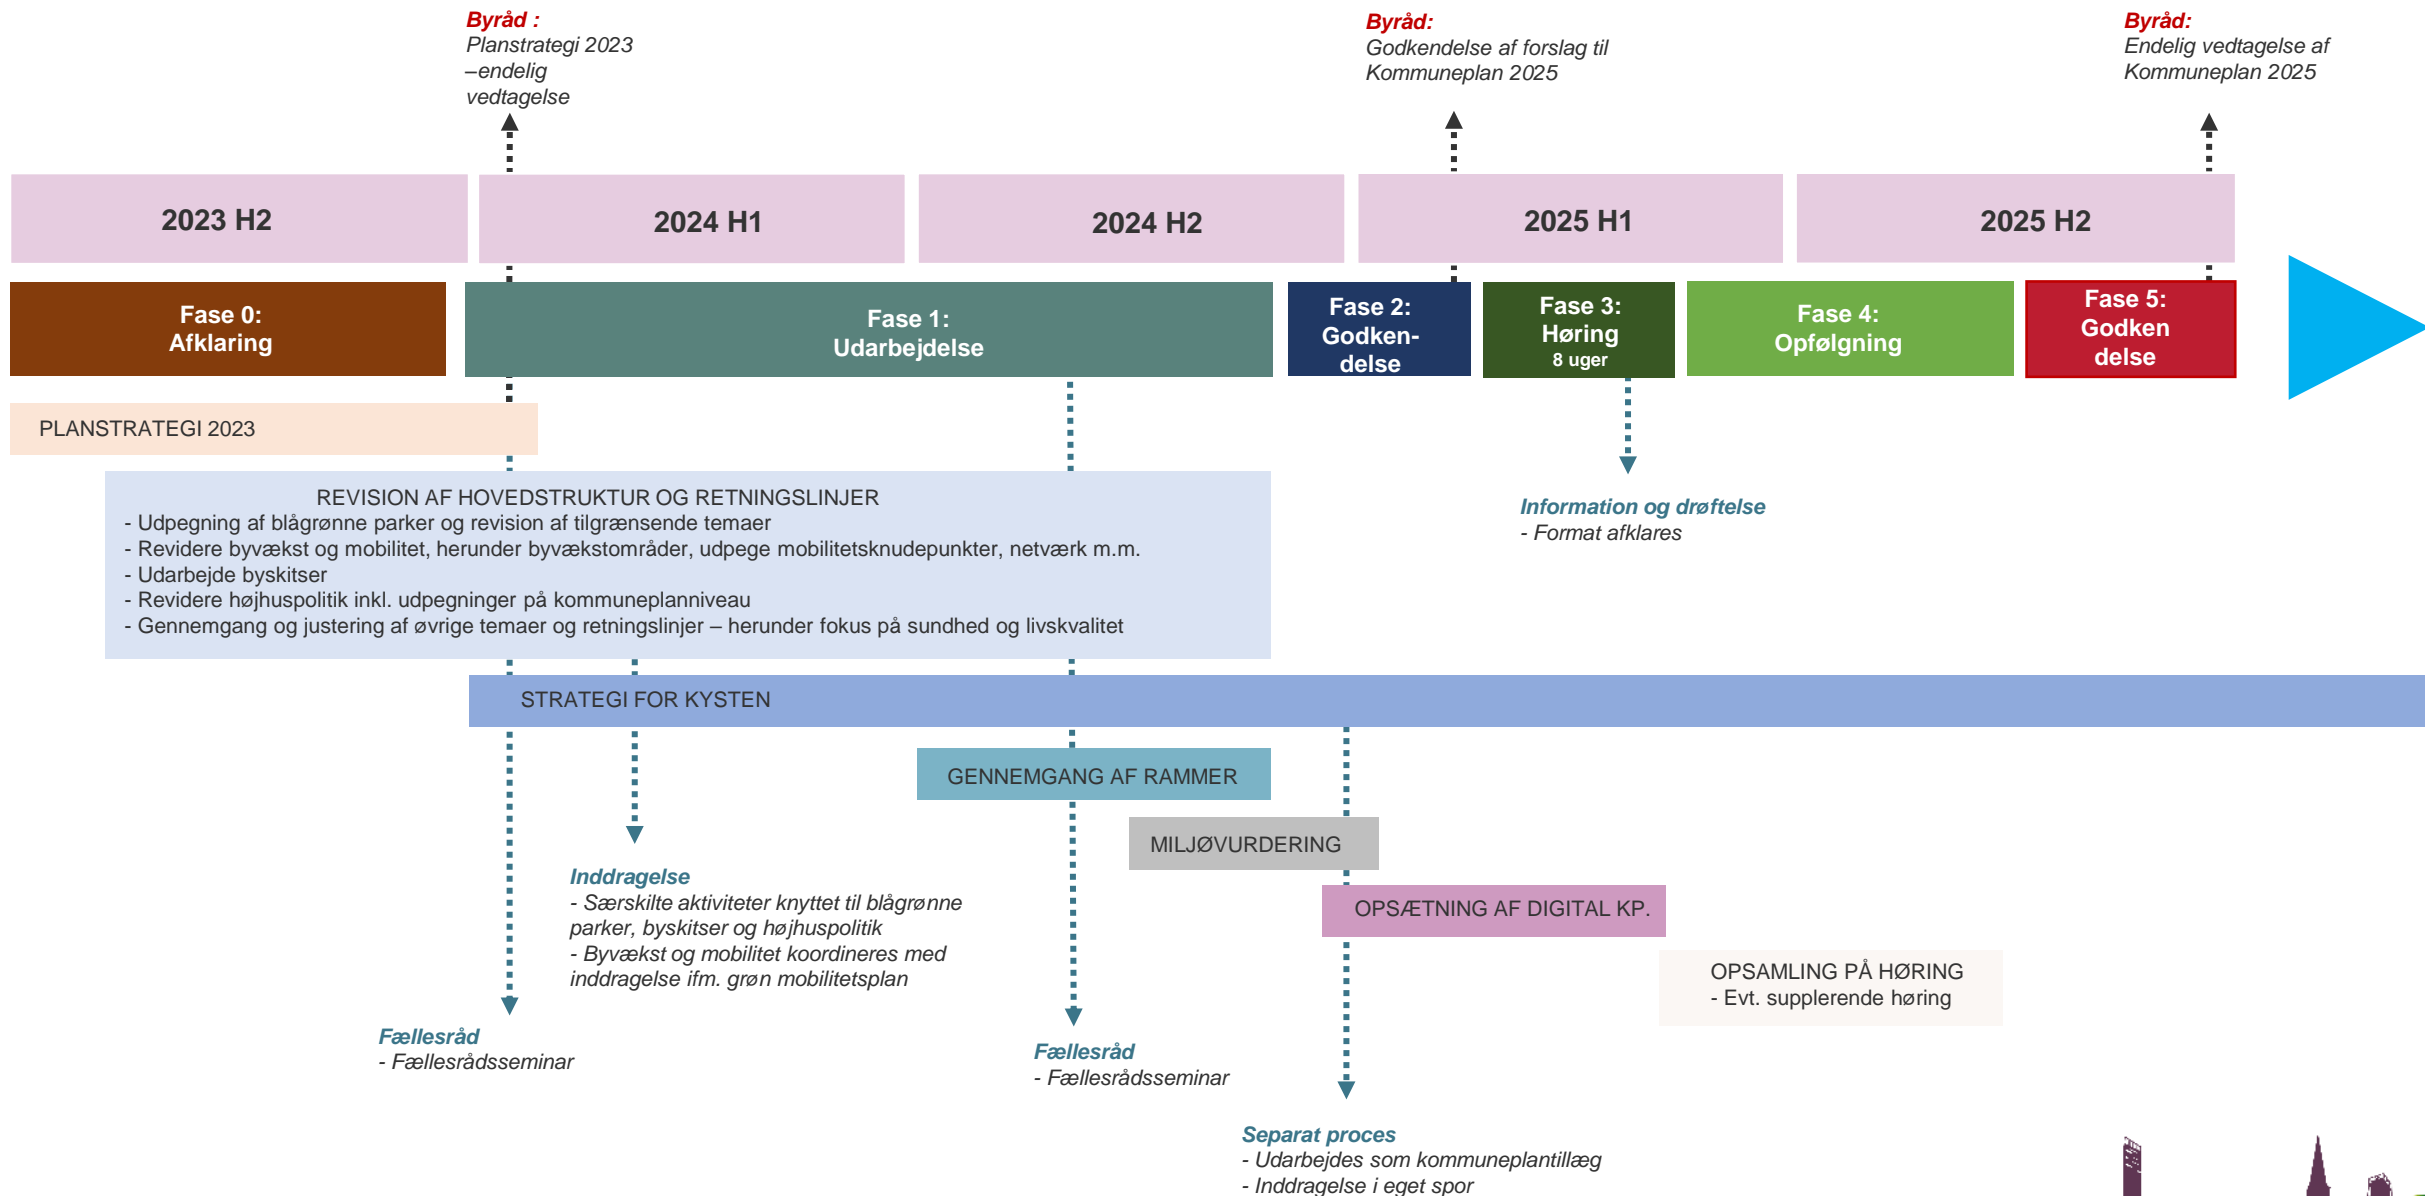 Byråd :
Planstrategi 2023
–endelig
vedtagelse
Byråd:
Godkendelse af forslag til
Kommuneplan 2025
Byråd:
Endelig vedtagelse af
Kommuneplan 2025
2023 H2
2024 H1
2024 H2
2025 H1
2025 H2
Fase 0:
Afklaring
Fase 1:
Udarbejdelse
Fase 2:
Godken-
delse
Fase 3:
Høring
8 uger
Fase 4:
Opfølgning
Fase 5:
Godken
delse
PLANSTRATEGI 2023
REVISION AF HOVEDSTRUKTUR OG RETNINGSLINJER
- Udpegning af blågrønne parker og revision af tilgrænsende temaer
- Revidere byvækst og mobilitet, herunder byvækstområder, udpege mobilitetsknudepunkter, netværk m.m.
- Udarbejde byskitser
- Revidere højhuspolitik inkl. udpegninger på kommuneplanniveau
- Gennemgang og justering af øvrige temaer og retningslinjer – herunder fokus på sundhed og livskvalitet
Information og drøftelse
- Format afklares
STRATEGI FOR KYSTEN
GENNEMGANG AF RAMMER
MILJØVURDERING
Inddragelse
- Særskilte aktiviteter knyttet til blågrønne
parker, byskitser og højhuspolitik
- Byvækst og mobilitet koordineres med
inddragelse ifm. grøn mobilitetsplan
OPSÆTNING AF DIGITAL KP.
OPSAMLING PÅ HØRING
- Evt. supplerende høring
Fællesråd
- Fællesrådsseminar
Fællesråd
- Fællesrådsseminar
Separat proces
- Udarbejdes som kommuneplantillæg
- Inddragelse i eget spor